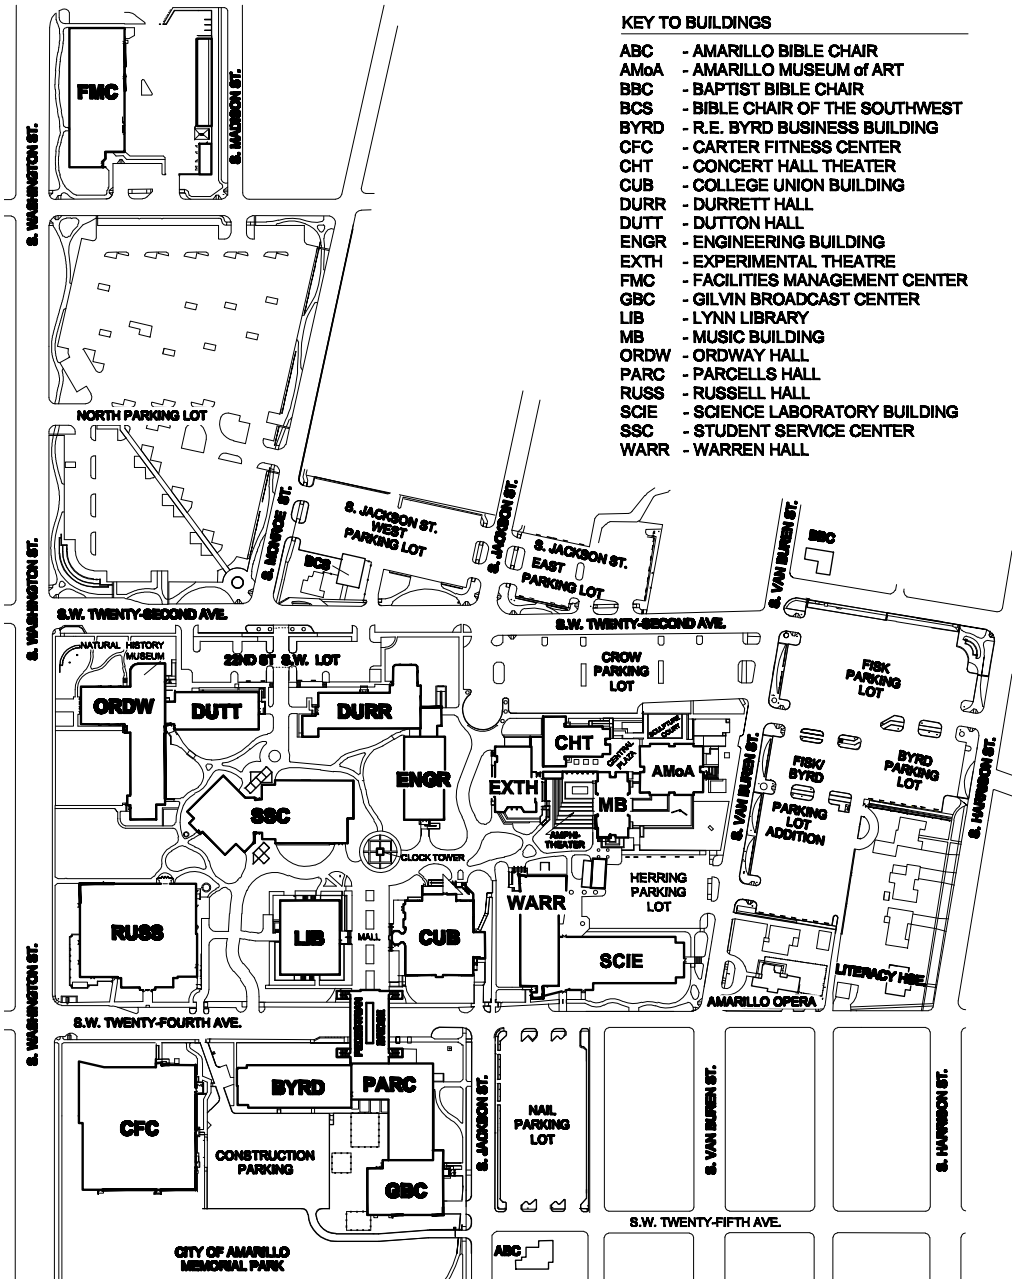 KEY TO BUILDINGS
ABC - AMARILLO BIBLE CHAIR
AMoA - AMARILLO MUSEUM of ART
BBC - BAPTIST BIBLE CHAIR
BCS - BIBLE CHAIR OF THE SOUTHWEST
BYRD - R.E. BYRD BUSINESS BUILDING
CFC - CARTER FITNESS CENTER
CHT - CONCERT HALL THEATER
CUB - COLLEGE UNION BUILDING
DURR - DURRETT HALL
DUTT - DUTTON HALL
ENGR - ENGINEERING BUILDING
EXTH - EXPERIMENTAL THEATRE
FMC - FACILITIES MANAGEMENT CENTER
GBC - GILVIN BROADCAST CENTER
LIB - LYNN LIBRARY
MB - MUSIC BUILDING
ORDW - ORDWAY HALL
PARC - PARCELLS HALL
RUSS - RUSSELL HALL
SCIE - SCIENCE LABORATORY BUILDING
SSC - STUDENT SERVICE CENTER
WARR - WARREN HALL
FMC
S. WASHINGTON ST.
S. MADISON ST.
NORTH PARKING LOT
S. MONROE ST.
S. JACKSON ST.
WEST
PARKING LOT
S. JACKSON ST.
S. JACKSON ST.
EAST
PARKING LOT
BCS
S. VAN BUREN ST.
BBC
S. WASHINGTON ST.
S.W. TWENTY-SECOND AVE.
S.W. TWENTY-SECOND AVE.
NATURAL HISTORY
MUSEUM
22ND ST S.W. LOT
CROW
PARKING
LOT
FISK
PARKING
LOT
ORDW
DUTT
DURR
CHT
SCULPTURE
COURT
CENTRAL
PLAZA
AMoA
ENGR
EXTH
MB
AMPHI-
THEATER
S. VAN BUREN ST.
FISK/
BYRD
PARKING
LOT
ADDITION
BYRD
PARKING
LOT
S. HARRISON ST.
SSC
CLOCK TOWER
HERRING
PARKING
LOT
WARR
RUSS
LIB
MALL
CUB
SCIE
S. WASHINGTON ST.
LITERACY HSE.
AMARILLO OPERA
S.W. TWENTY-FOURTH AVE.
PEDESTRIAN
BRIDGE
BYRD
PARC
CFC
S. JACKSON ST.
NAIL
PARKING
LOT
S. VAN BUREN ST.
S. HARRISON ST.
CONSTRUCTION
PARKING
GBC
S.W. TWENTY-FIFTH AVE.
ABC
CITY OF AMARILLO
MEMORIAL PARK